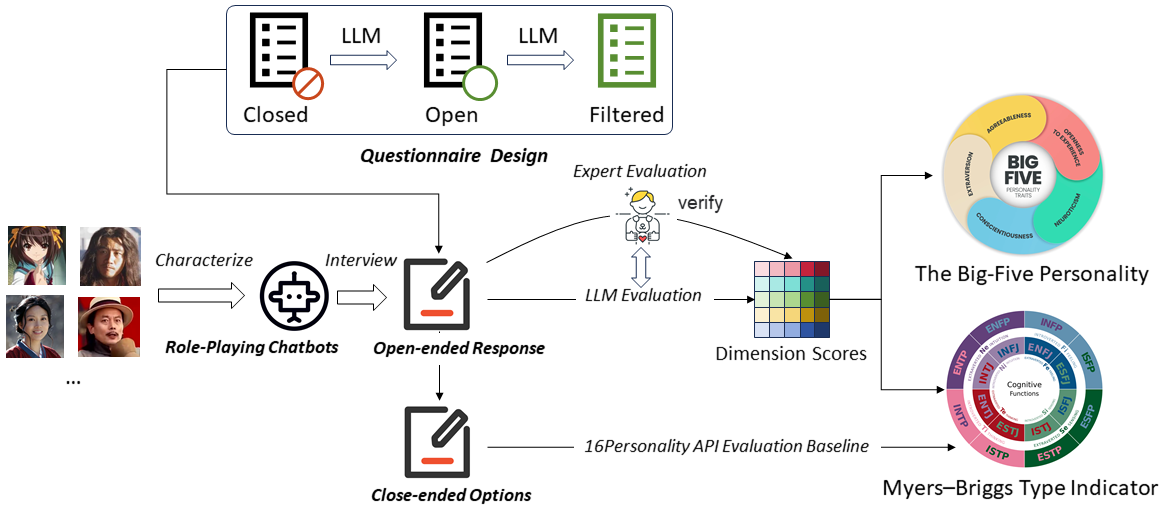 LLM
LLM
Closed
Open
Filtered
Questionnaire Design
Expert Evaluation
verify
Characterize
Interview
LLM Evaluation
Role-Playing Chatbots
Open-ended Response
Dimension Scores
...
AGREEABLENESS
OPENNESS
TO EXPERIENCE
EXTRAVERSION
BIG
FIVE
PERSONALITY
TRAITS
CONSCIENTIOUSNESS
NEUROTICISM
The Big-Five Personality
ENFP
INFP
ENTP
ISFP
INFJ
ENFJ
INTJ
ESFJ
Cognitive
Functions
ENTJ
ISFJ
ESTJ
ISTJ
INTP
ESFP
ISTP
ESTP
16Personality API Evaluation Baseline
Close-ended Options
Myers–Briggs Type Indicator